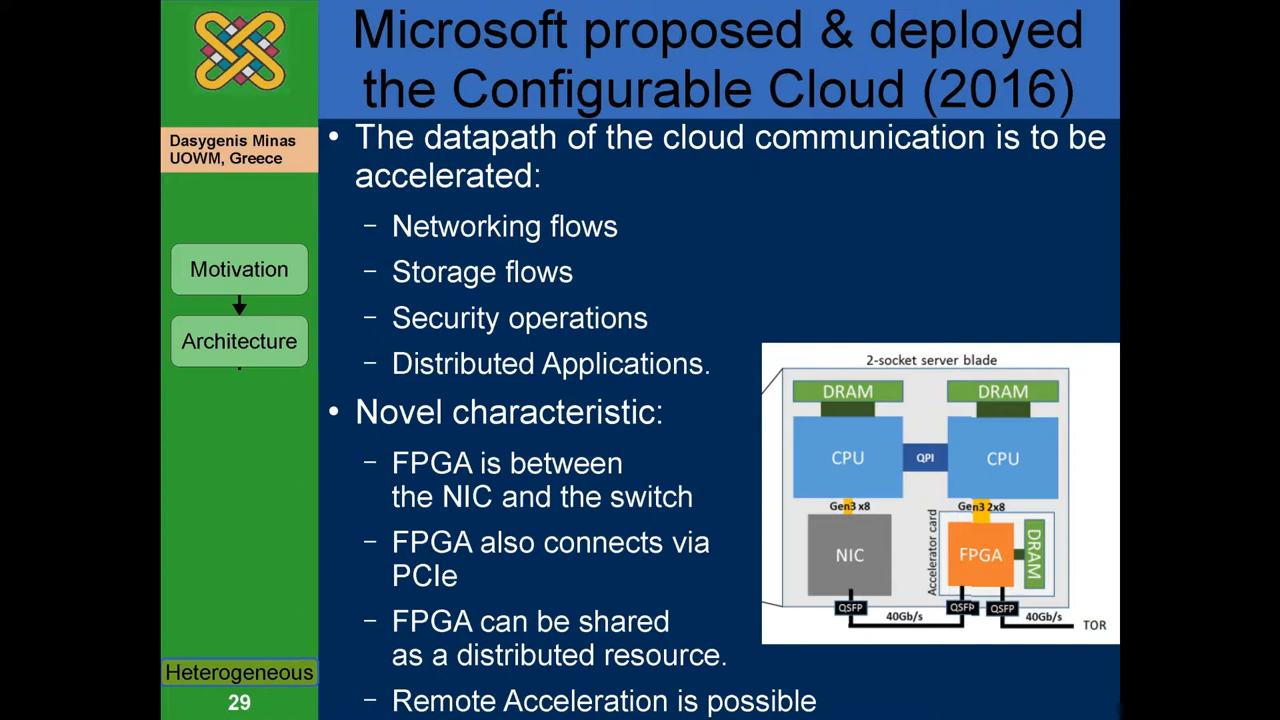 Microsoft proposed & deployed
the Configurable Cloud (2016)
Dasygenis Minas
UOWM, Greece
Motivation
Architecture
Heterogeneous
29
• The datapath of the cloud communication is to be
accelerated:
– Networking flows
– Storage flows
– Security operations
– Distributed Applications.
• Novel characteristic:
– FPGA is between
the NIC and the switch
– FPGA also connects via
PCIe
– FPGA can be shared
as a distributed resource.
– Remote Acceleration is possible
2-socket server blade
DRAM
DRAM
CPU
QPI
CPU
Gen3 x8
Gen3 2x8
NIC
Accelerator card
FPGA
DRAM
QSFP
QSFP
QSFP
40Gb/s
40Gb/s
TOR